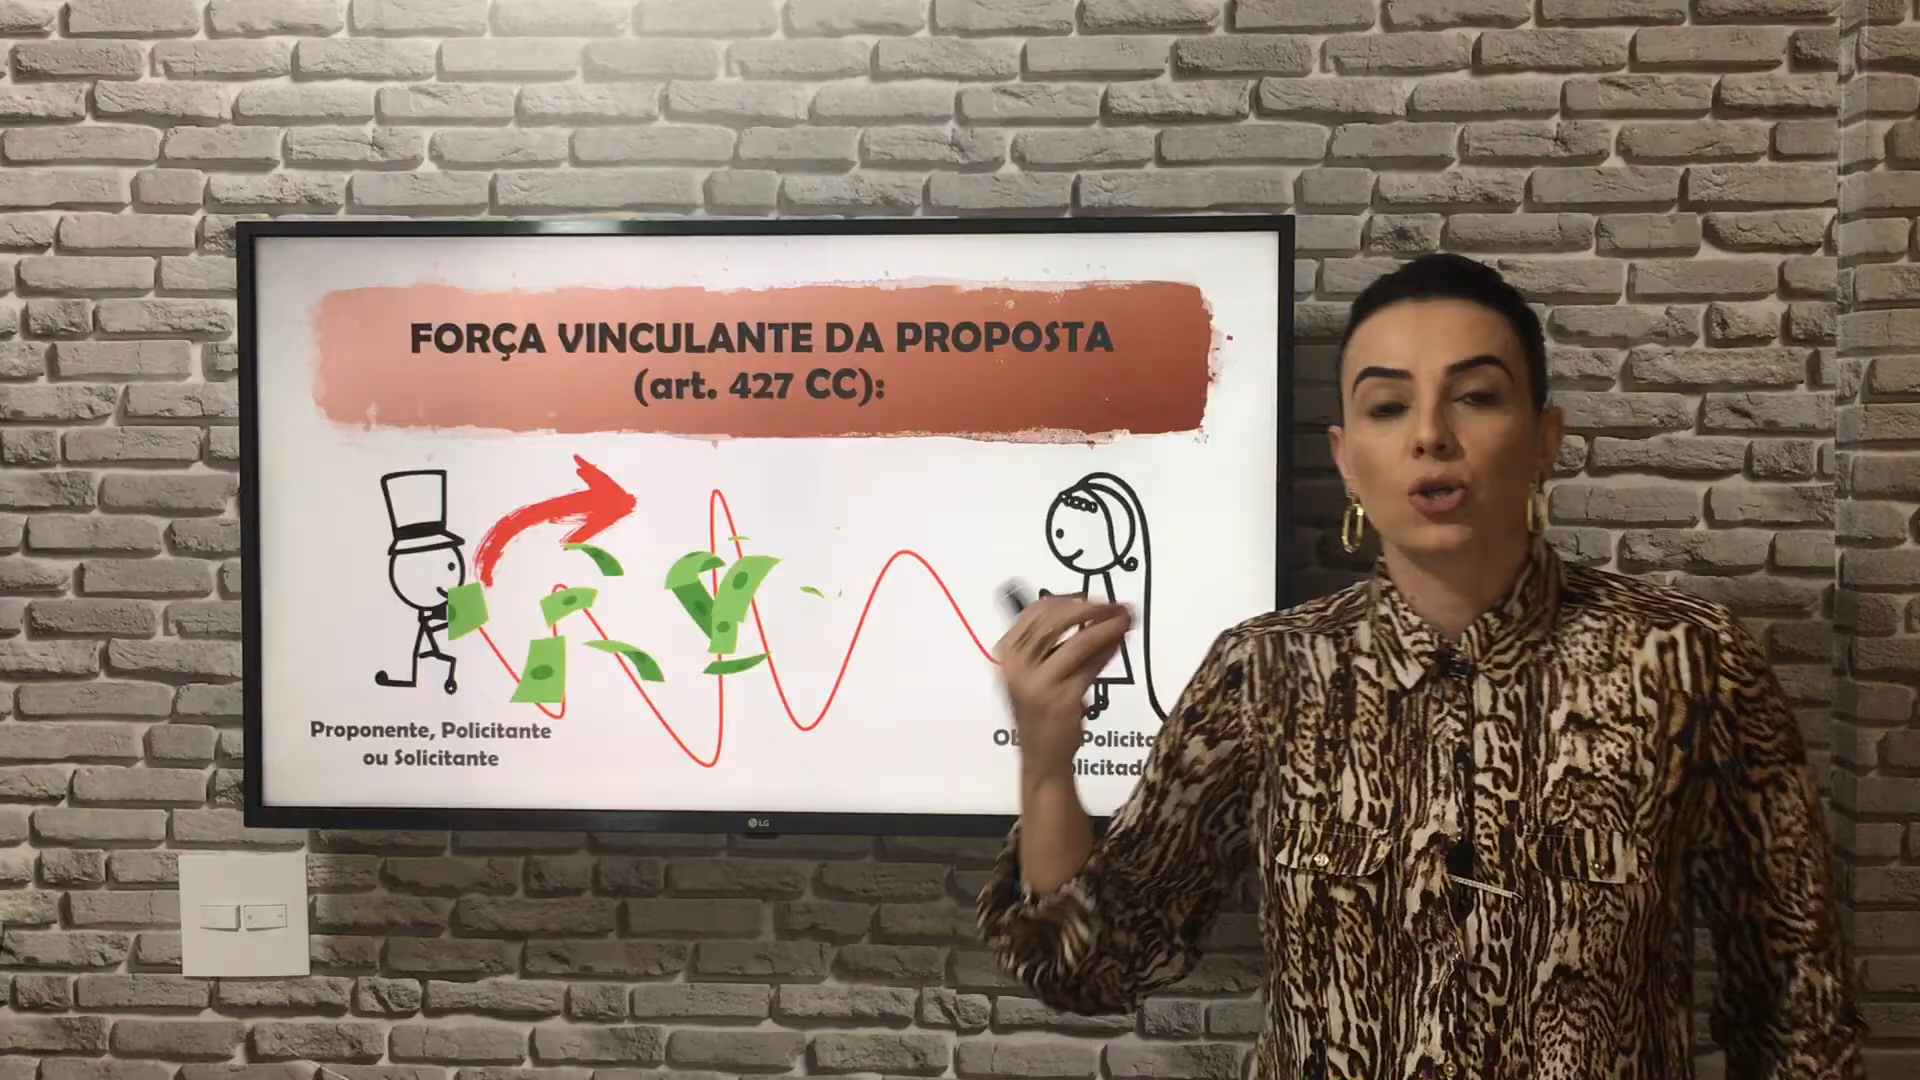 FORÇA VINCULANTE DA PROPOSTA
(art. 427 CC):
Proponente, Policitante
ou Solicitante
LG